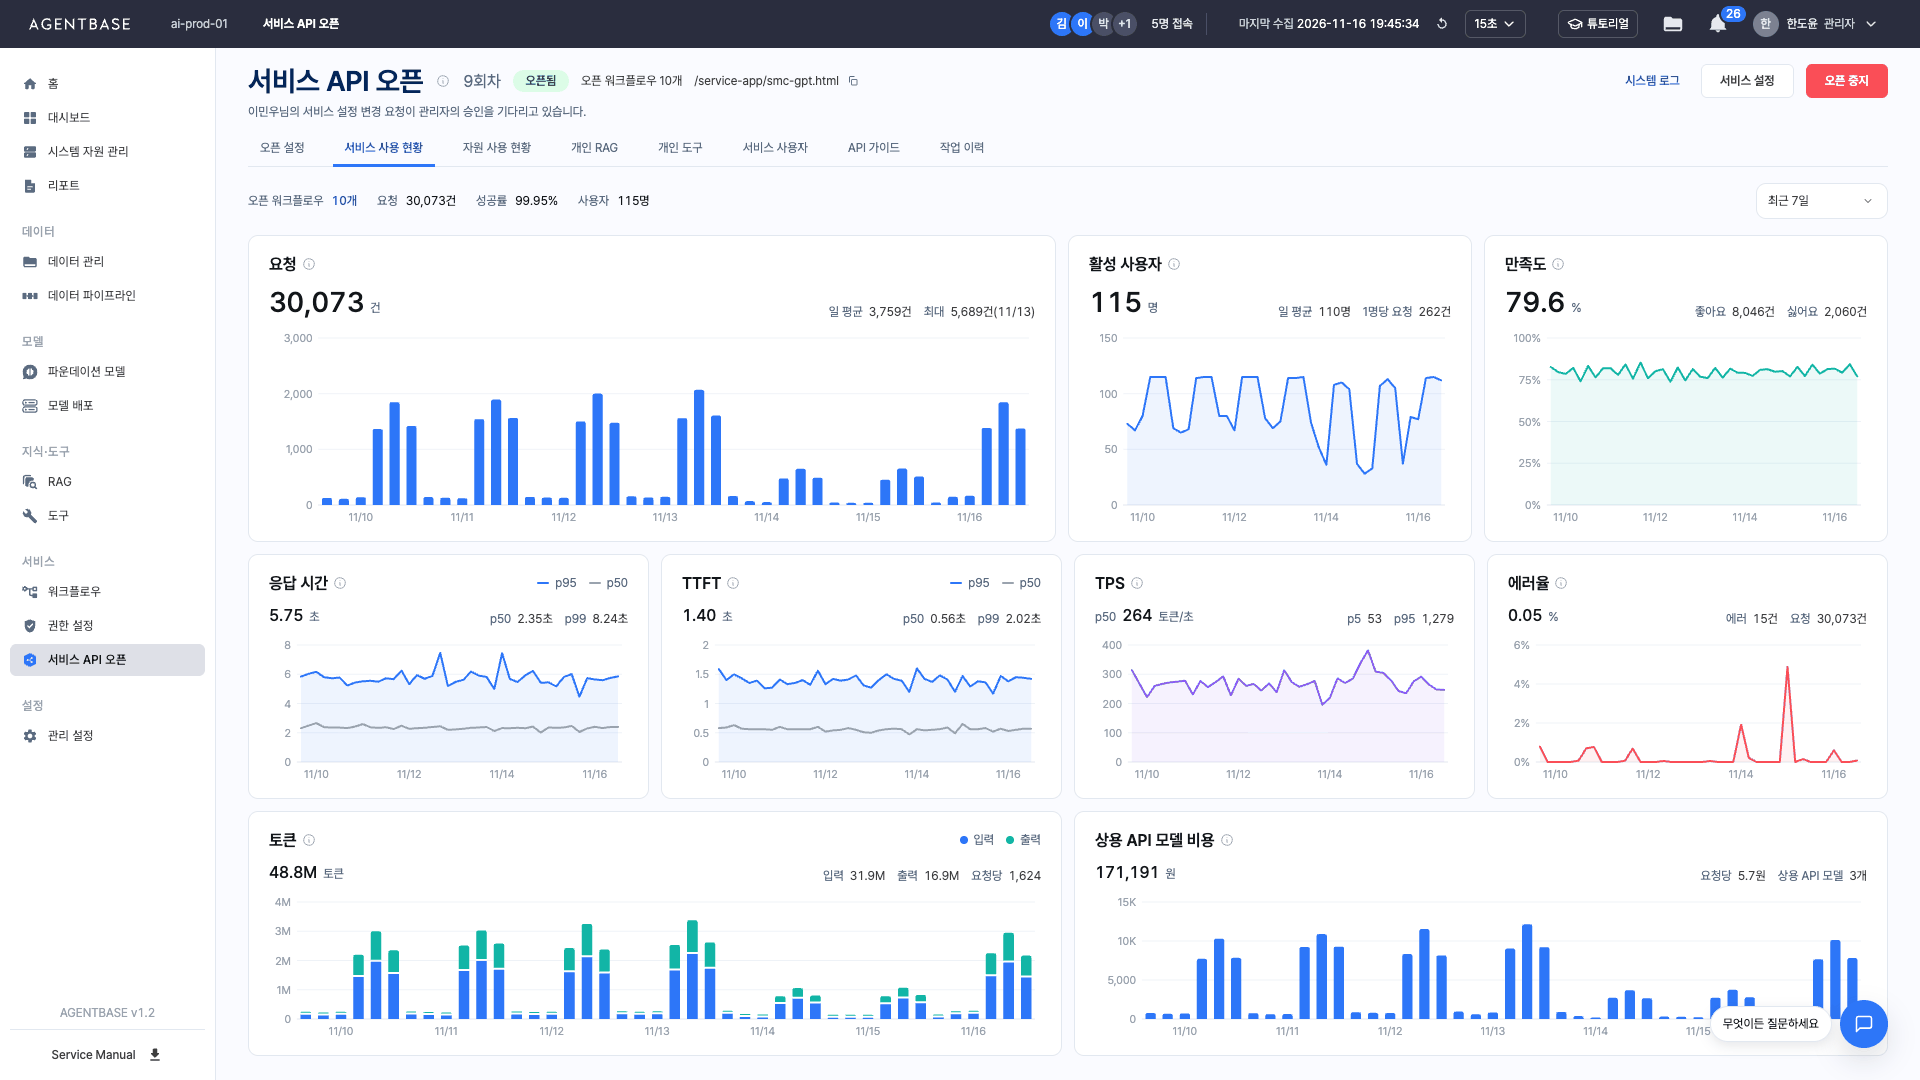 AGENTBASE ai-prod-01 서비스 API 오픈 김 이 박 +1 5명 접속 마지막 수집 2026-11-16 19:45:34 15초 튜토리얼 26 한 한도윤 관리자
홈
대시보드
시스템 자원 관리
리포트
데이터
데이터 관리
데이터 파이프라인
모델
파운데이션 모델
모델 배포
지식·도구
RAG
도구
서비스
워크플로우
권한 설정
서비스 API 오픈
설정
관리 설정
AGENTBASE v1.2
Service Manual
서비스 API 오픈 9회차 오픈됨 오픈 워크플로우 10개 /service-app/smc-gpt.html 시스템 로그 서비스 설정 오픈 중지
이민우님의 서비스 설정 변경 요청이 관리자의 승인을 기다리고 있습니다.
오픈 설정 서비스 사용 현황 자원 사용 현황 개인 RAG 개인 도구 서비스 사용자 API 가이드 작업 이력
오픈 워크플로우 10개 요청 30,073건 성공률 99.95% 사용자 115명 최근 7일
요청
30,073 건 일 평균 3,759건 최대 5,689건(11/13)
3,000
2,000
1,000
0
11/10 11/11 11/12 11/13 11/14 11/15 11/16
활성 사용자
115 명 일 평균 110명 1명당 요청 262건
150
100
50
0
11/10 11/12 11/14 11/16
만족도
79.6 % 좋아요 8,046건 싫어요 2,060건
100%
75%
50%
25%
0%
11/10 11/12 11/14 11/16
응답 시간 p95 p50
5.75 초 p50 2.35초 p99 8.24초
8
6
4
2
0
11/10 11/12 11/14 11/16
TTFT p95 p50
1.40 초 p50 0.56초 p99 2.02초
2
1.5
1
0.5
0
11/10 11/12 11/14 11/16
TPS
p50 264 토큰/초 p5 53 p95 1,279
400
300
200
100
0
11/10 11/12 11/14 11/16
에러율
0.05 % 에러 15건 요청 30,073건
6%
4%
2%
0%
11/10 11/12 11/14 11/16
토큰 입력 출력
48.8M 토큰 입력 31.9M 출력 16.9M 요청당 1,624
4M
3M
2M
1M
0
11/10 11/11 11/12 11/13 11/14 11/15 11/16
상용 API 모델 비용
171,191 원 요청당 5.7원 상용 API 모델 3개
15K
10K
5,000
0
11/10 11/11 11/12 11/13 11/14 11/15
무엇이든 질문하세요